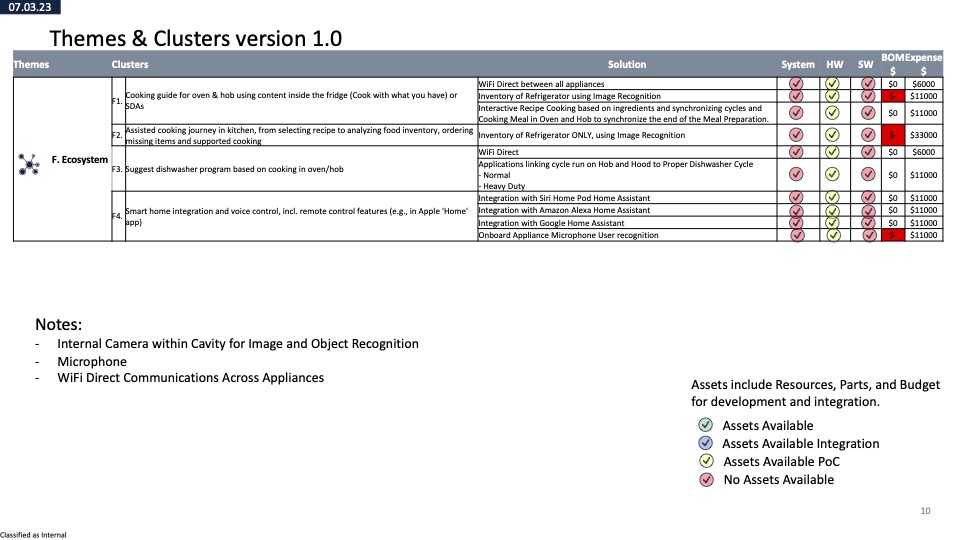 07.03.23
Themes & Clusters version 1.0
Themes Clusters Solution System HW SW BOM $ Expense $
F. Ecosystem
F1. Cooking guide for oven & hob using content inside the fridge (Cook with what you have) or
SDAs
WiFi Direct between all appliances $0 $6000
Inventory of Refrigerator using Image Recognition $11000
Interactive Recipe Cooking based on ingredients and synchronizing cycles and
Cooking Meal in Oven and Hob to synchronize the end of the Meal Preparation. $0 $11000
F2. Assisted cooking journey in kitchen, from selecting recipe to analyzing food inventory, ordering
missing items and supported cooking
Inventory of Refrigerator ONLY, using Image Recognition $33000
F3. Suggest dishwasher program based on cooking in oven/hob
WiFi Direct $0 $6000
Applications linking cycle run on Hob and Hood to Proper Dishwasher Cycle
- Normal
- Heavy Duty
$0 $11000
F4. Smart home integration and voice control, incl. remote control features (e.g., in Apple 'Home'
app)
Integration with Siri Home Pod Home Assistant $0 $11000
Integration with Amazon Alexa Home Assistant $0 $11000
Integration with Google Home Assistant $0 $11000
Onboard Appliance Microphone User recognition $11000
Notes:
- Internal Camera within Cavity for Image and Object Recognition
- Microphone
- WiFi Direct Communications Across Appliances
Assets include Resources, Parts, and Budget
for development and integration.
Assets Available
Assets Available Integration
Assets Available PoC
No Assets Available
10
Classified as Internal